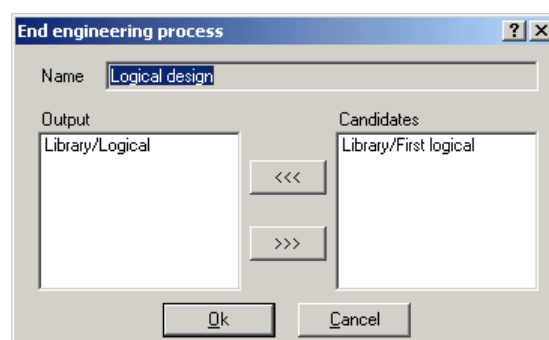 End engineering process
Name Logical design
Output Candidates
Library/Logical Library/First logical
<<<
>>>
Ok Cancel